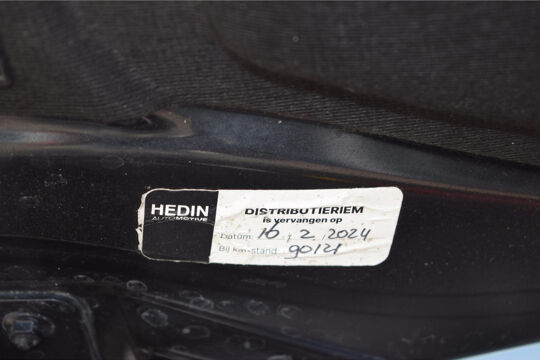 HEDIN
AUTOMOTIVE
DISTRIBUTIERIEM
is vervangen op
Datum: 16 / 2 / 2024
Bij km-stand: 90121